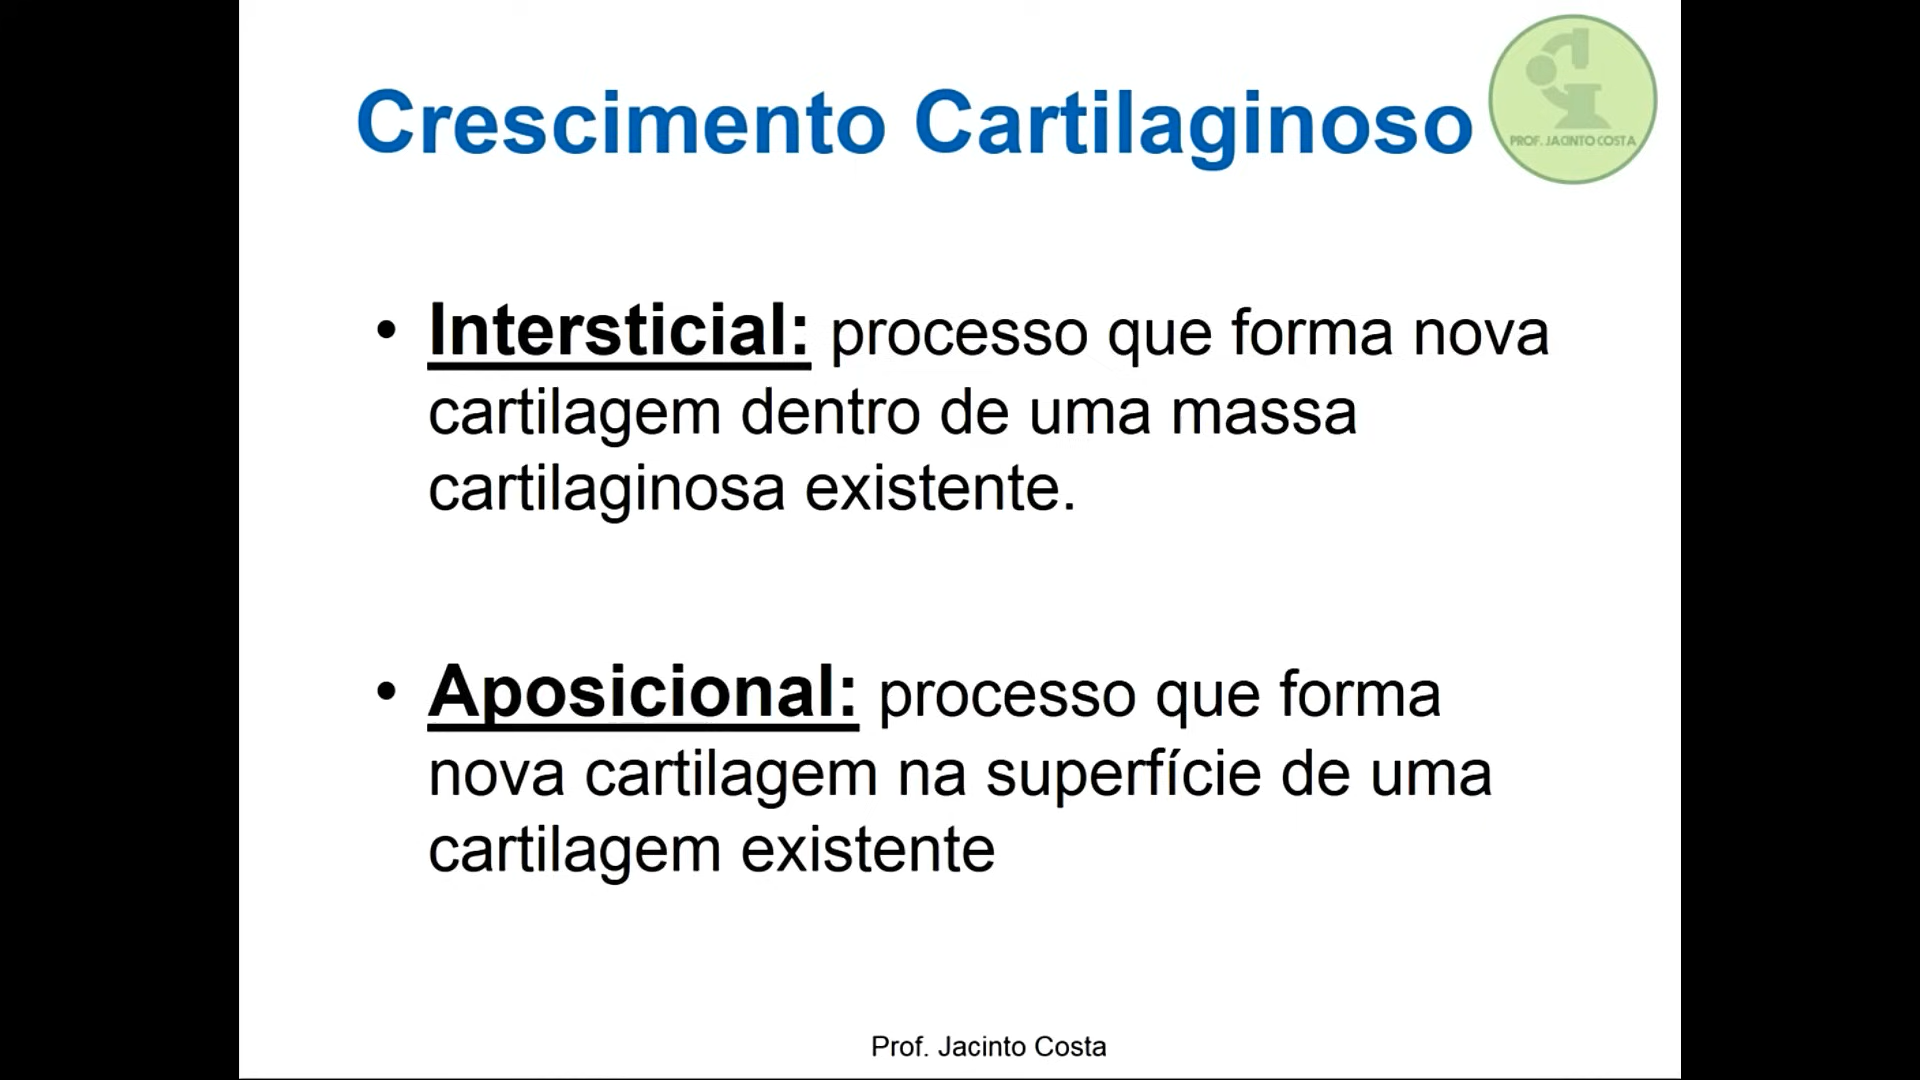 Crescimento Cartilaginoso
PROF. JACINTO COSTA
• Intersticial: processo que forma nova
cartilagem dentro de uma massa
cartilaginosa existente.
• Aposicional: processo que forma
nova cartilagem na superfície de uma
cartilagem existente
Prof. Jacinto Costa